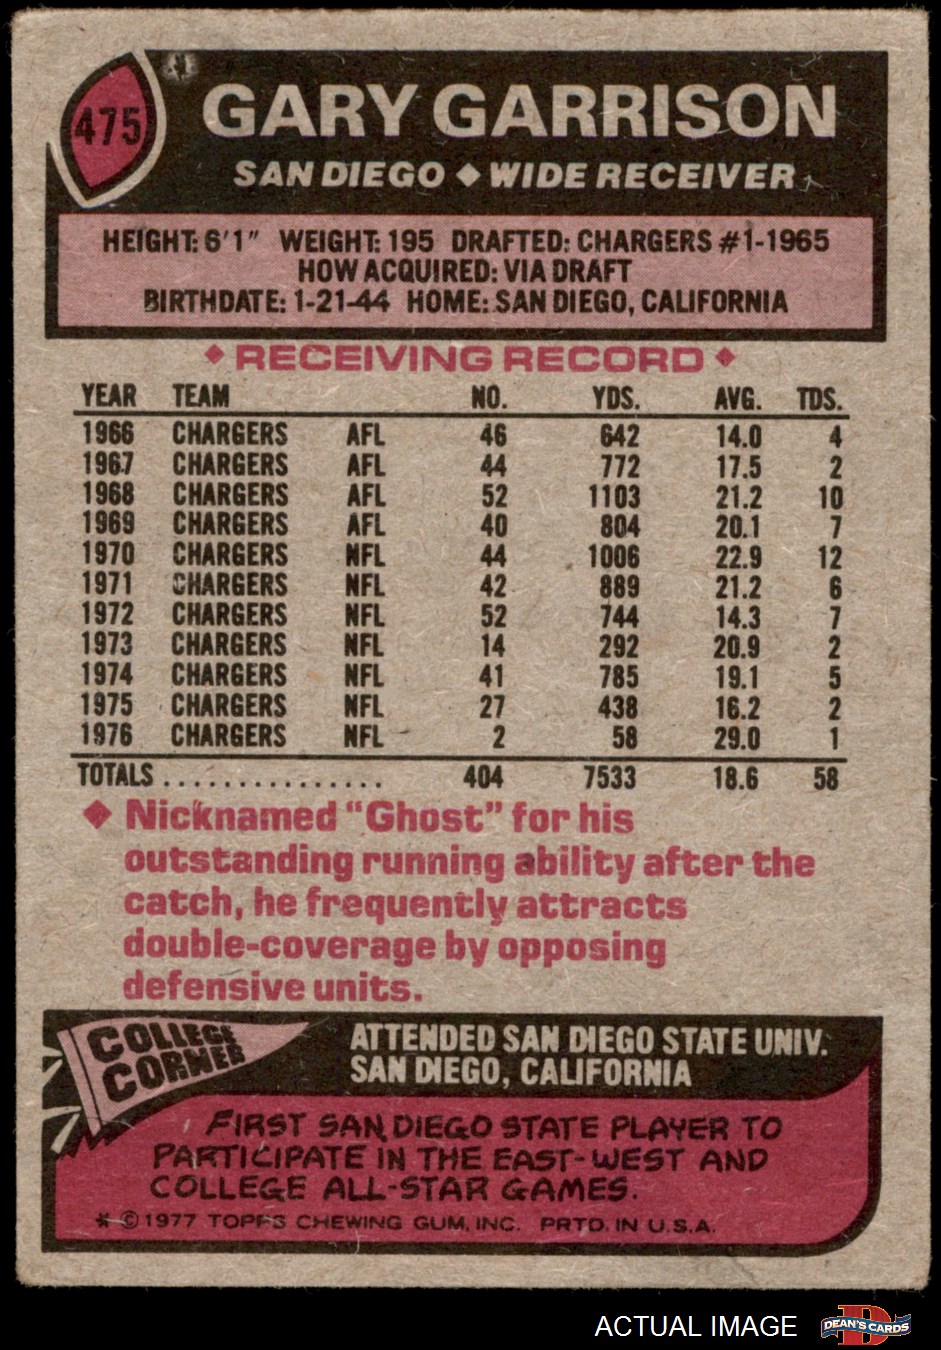 475
GARY GARRISON
SAN DIEGO ◆ WIDE RECEIVER
HEIGHT: 6'1" WEIGHT: 195 DRAFTED: CHARGERS #1-1965
HOW ACQUIRED: VIA DRAFT
BIRTHDATE: 1-21-44 HOME: SAN DIEGO, CALIFORNIA
◆ RECEIVING RECORD ◆
YEAR TEAM NO. YDS. AVG. TDS.
1966 CHARGERS AFL 46 642 14.0 4
1967 CHARGERS AFL 44 772 17.5 2
1968 CHARGERS AFL 52 1103 21.2 10
1969 CHARGERS AFL 40 804 20.1 7
1970 CHARGERS NFL 44 1006 22.9 12
1971 CHARGERS NFL 42 889 21.2 6
1972 CHARGERS NFL 52 744 14.3 7
1973 CHARGERS NFL 14 292 20.9 2
1974 CHARGERS NFL 41 785 19.1 5
1975 CHARGERS NFL 27 438 16.2 2
1976 CHARGERS NFL 2 58 29.0 1
TOTALS ............... 404 7533 18.6 58
◆ Nicknamed "Ghost" for his
outstanding running ability after the
catch, he frequently attracts
double-coverage by opposing
defensive units.
COLLEGE
CORNER
ATTENDED SAN DIEGO STATE UNIV.
SAN DIEGO, CALIFORNIA
FIRST SAN DIEGO STATE PLAYER TO
PARTICIPATE IN THE EAST-WEST AND
COLLEGE ALL-STAR GAMES.
* © 1977 TOPPS CHEWING GUM, INC. PRTD. IN U.S.A.
ACTUAL IMAGE
D
DEAN'S CARDS